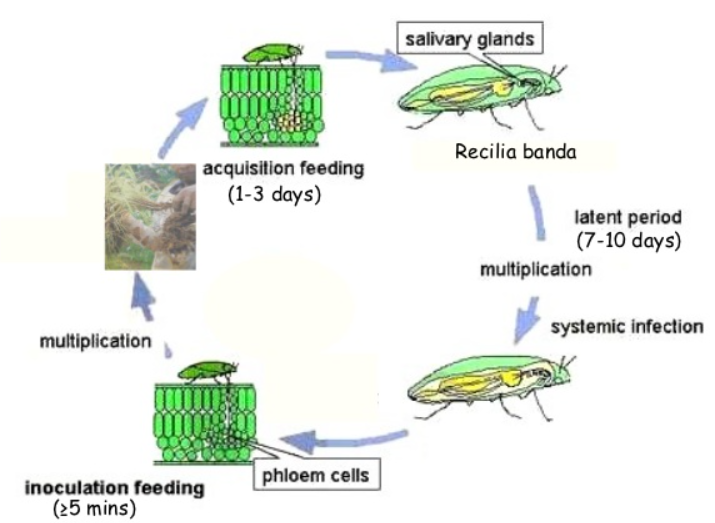 salivary glands
acquisition feeding
(1-3 days)
Recilia banda
latent period
(7-10 days)
multiplication
systemic infection
multiplication
phloem cells
inoculation feeding
(≥5 mins)